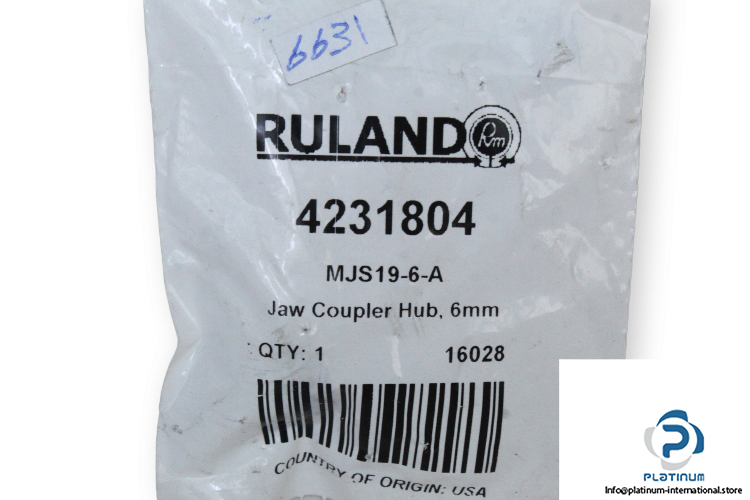 6631
RULAND
Rm
4231804
MJS19-6-A
Jaw Coupler Hub, 6mm
QTY: 1 16028
COUNTRY OF ORIGIN: USA
PLATINUM
Info@platinum-international.store